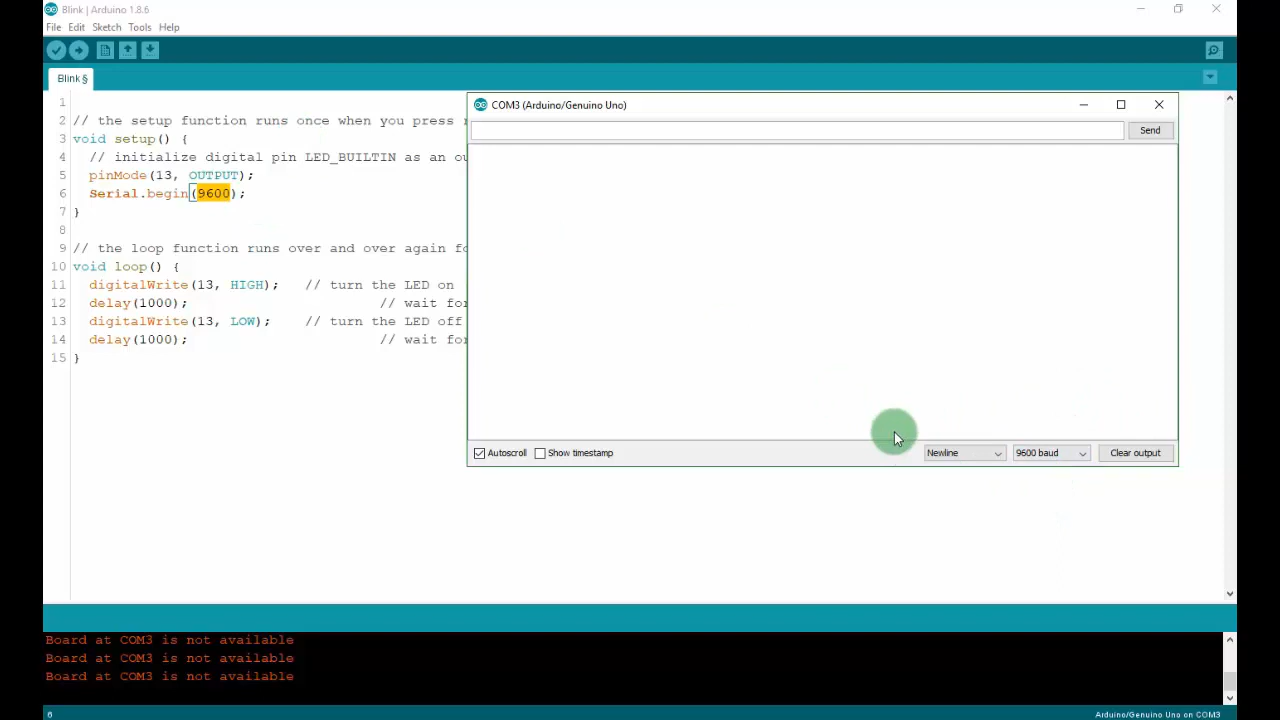 Blink | Arduino 1.8.6
File Edit Sketch Tools Help
Blink §
COM3 (Arduino/Genuino Uno)
Send
1
2 // the setup function runs once when you press
3 void setup() {
4 // initialize digital pin LED_BUILTIN as an
5 pinMode(13, OUTPUT);
6 Serial.begin(9600);
7 }
8
9 // the loop function runs over and over again
10 void loop() {
11 digitalWrite(13, HIGH); // turn the LED on
12 delay(1000); // wait for
13 digitalWrite(13, LOW); // turn the LED off
14 delay(1000); // wait for
15 }
Autoscroll Show timestamp Newline 9600 baud Clear output
Board at COM3 is not available
Board at COM3 is not available
Board at COM3 is not available
6 Arduino/Genuino Uno on COM3